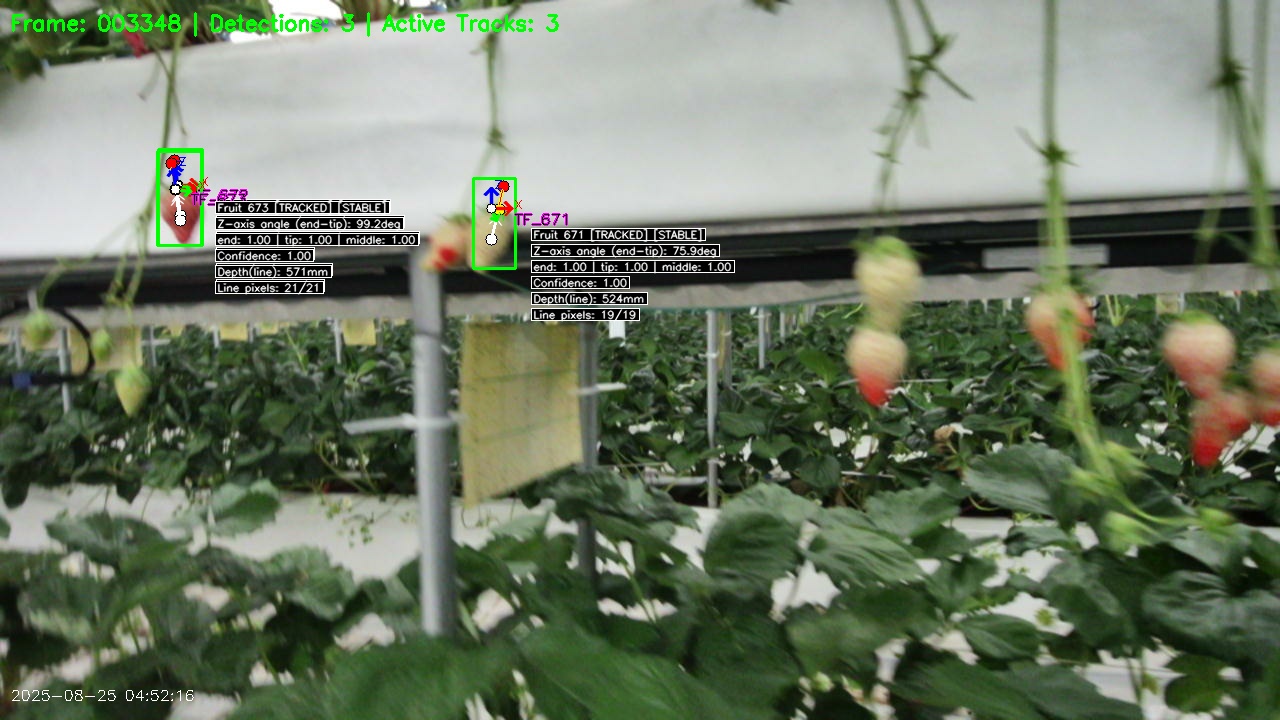 Frame: 003348 | Detections: 3 | Active Tracks: 3
Z
X
Fruit 673 [TRACKED] [STABLE]
Z-axis angle (end-tip): 99.2deg
end: 1.00 | tip: 1.00 | middle: 1.00
Confidence: 1.00
Depth(line): 571mm
Line pixels: 21/21
X
TF_671
Fruit 671 [TRACKED] [STABLE]
Z-axis angle (end-tip): 75.9deg
end: 1.00 | tip: 1.00 | middle: 1.00
Confidence: 1.00
Depth(line): 524mm
Line pixels: 19/19
2025-08-25 04:52:16